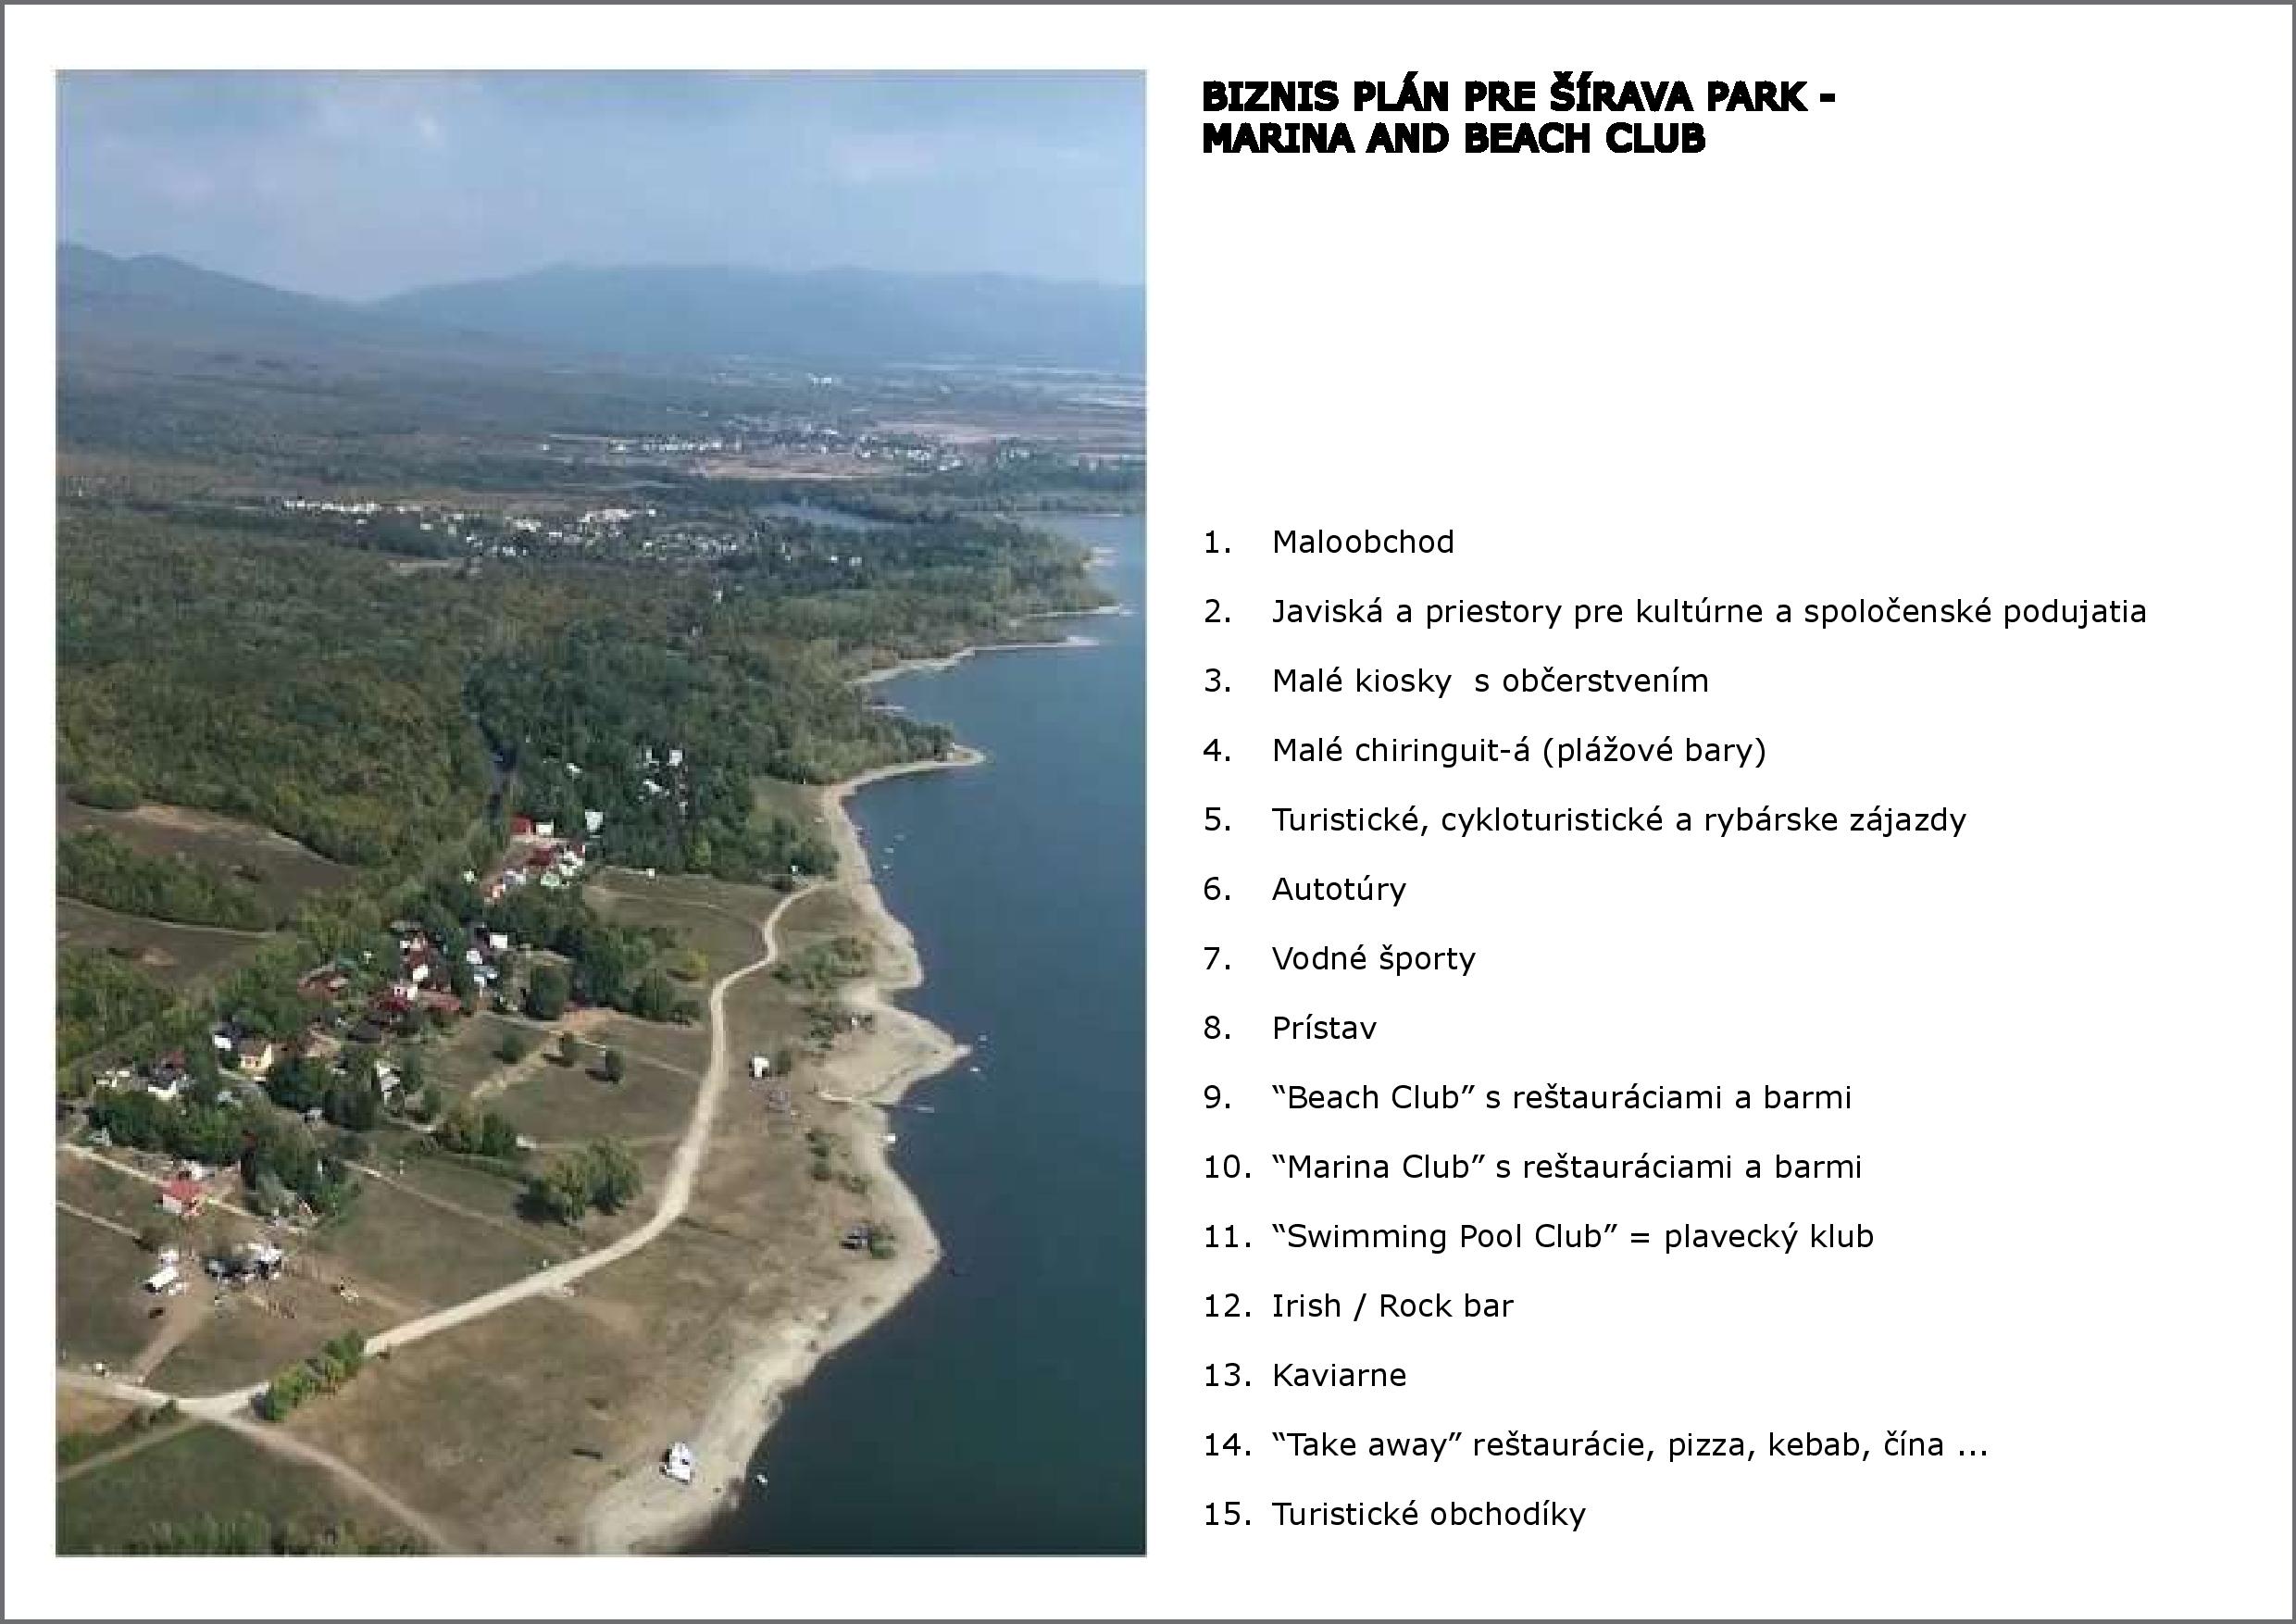 BIZNIS PLÁN PRE ŠÍRAVA PARK -
MARINA AND BEACH CLUB
1. Maloobchod
2. Javiská a priestory pre kultúrne a spoločenské podujatia
3. Malé kiosky  s občerstvením
4. Malé chiringuit-á (plážové bary)
5. Turistické, cykloturistické a rybárske zájazdy
6. Autotúry
7. Vodné športy
8. Prístav
9. “Beach Club” s reštauráciami a barmi
10. “Marina Club” s reštauráciami a barmi
11. “Swimming Pool Club” = plavecký klub
12. Irish / Rock bar
13. Kaviarne
14. “Take away” reštaurácie, pizza, kebab, čína ...
15. Turistické obchodíky